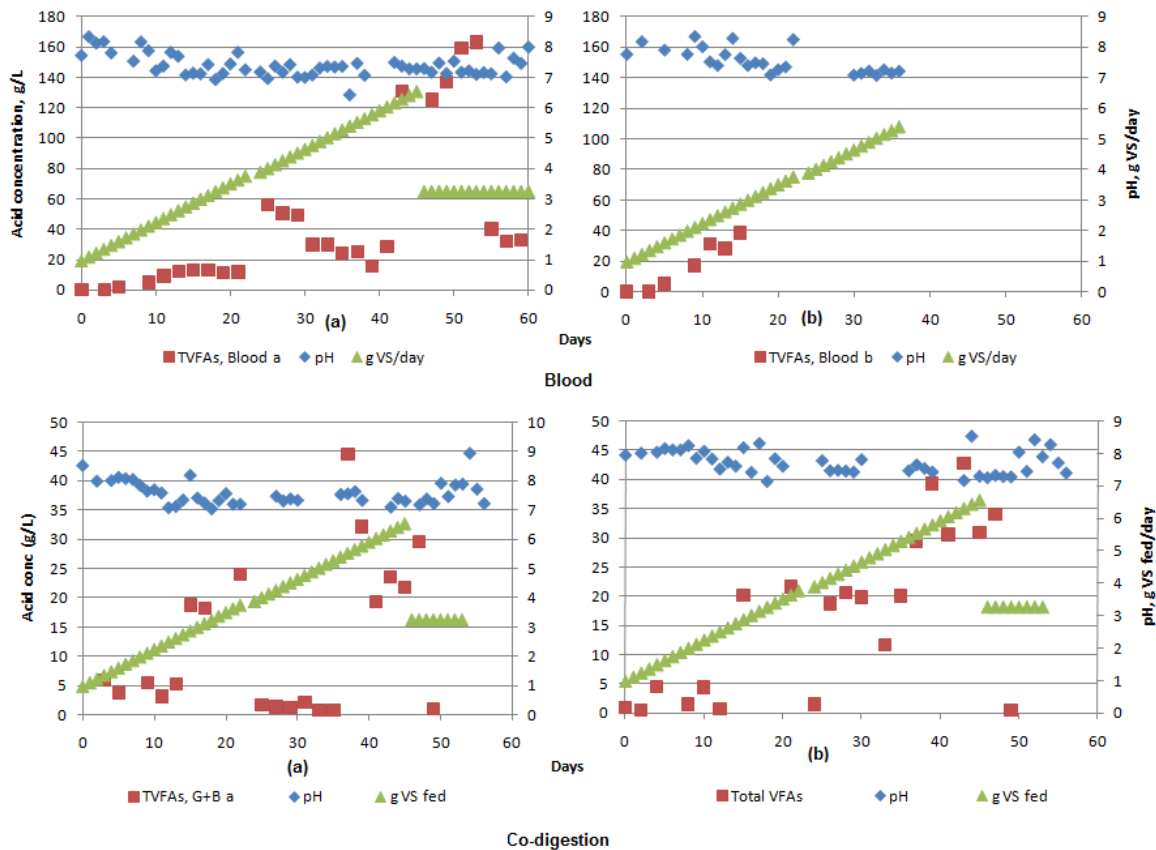 180 160 140 120 100 80 60 40 20 0
Acid concentration, g/L
9 8 7 6 5 4 3 2 1 0
0 10 20 30 40 50 60
(a)
TVFAs, Blood a pH g VS/day
180 160 140 120 100 80 60 40 20 0
9 8 7 6 5 4 3 2 1 0
pH, g VS/day
0 10 20 30 40 50 60
(b)
Days
TVFAs, Blood b pH g VS/day
Blood
50 45 40 35 30 25 20 15 10 5 0
Acid conc (g/L)
10 9 8 7 6 5 4 3 2 1 0
0 10 20 30 40 50 60
(a)
TVFAs, G+B a pH g VS fed
50 45 40 35 30 25 20 15 10 5 0
9 8 7 6 5 4 3 2 1 0
pH, g VS fed/day
0 10 20 30 40 50 60
(b)
Days
Total VFAs pH g VS fed
Co-digestion